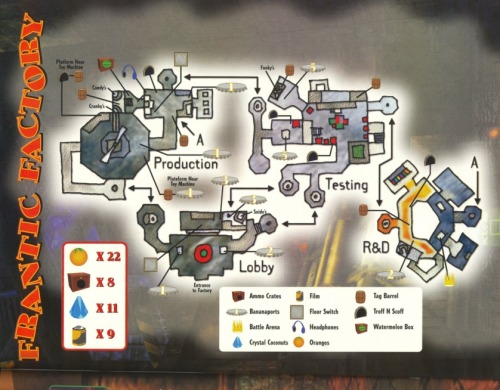 FRANTIC FACTORY
Platform Near
Toy Machine
Candy's
Cranky's
Funky's
A
Production
Platform Near
Toy Machine
Testing
A
Snide's
R&D
Lobby
Entrance
to Factory
X 22
X 8
X 11
X 9
Ammo Crates
Film
Tag Barrel
Bananaports
Floor Switch
Troff N Scoff
Battle Arena
Headphones
Watermelon Box
Crystal Coconuts
Oranges